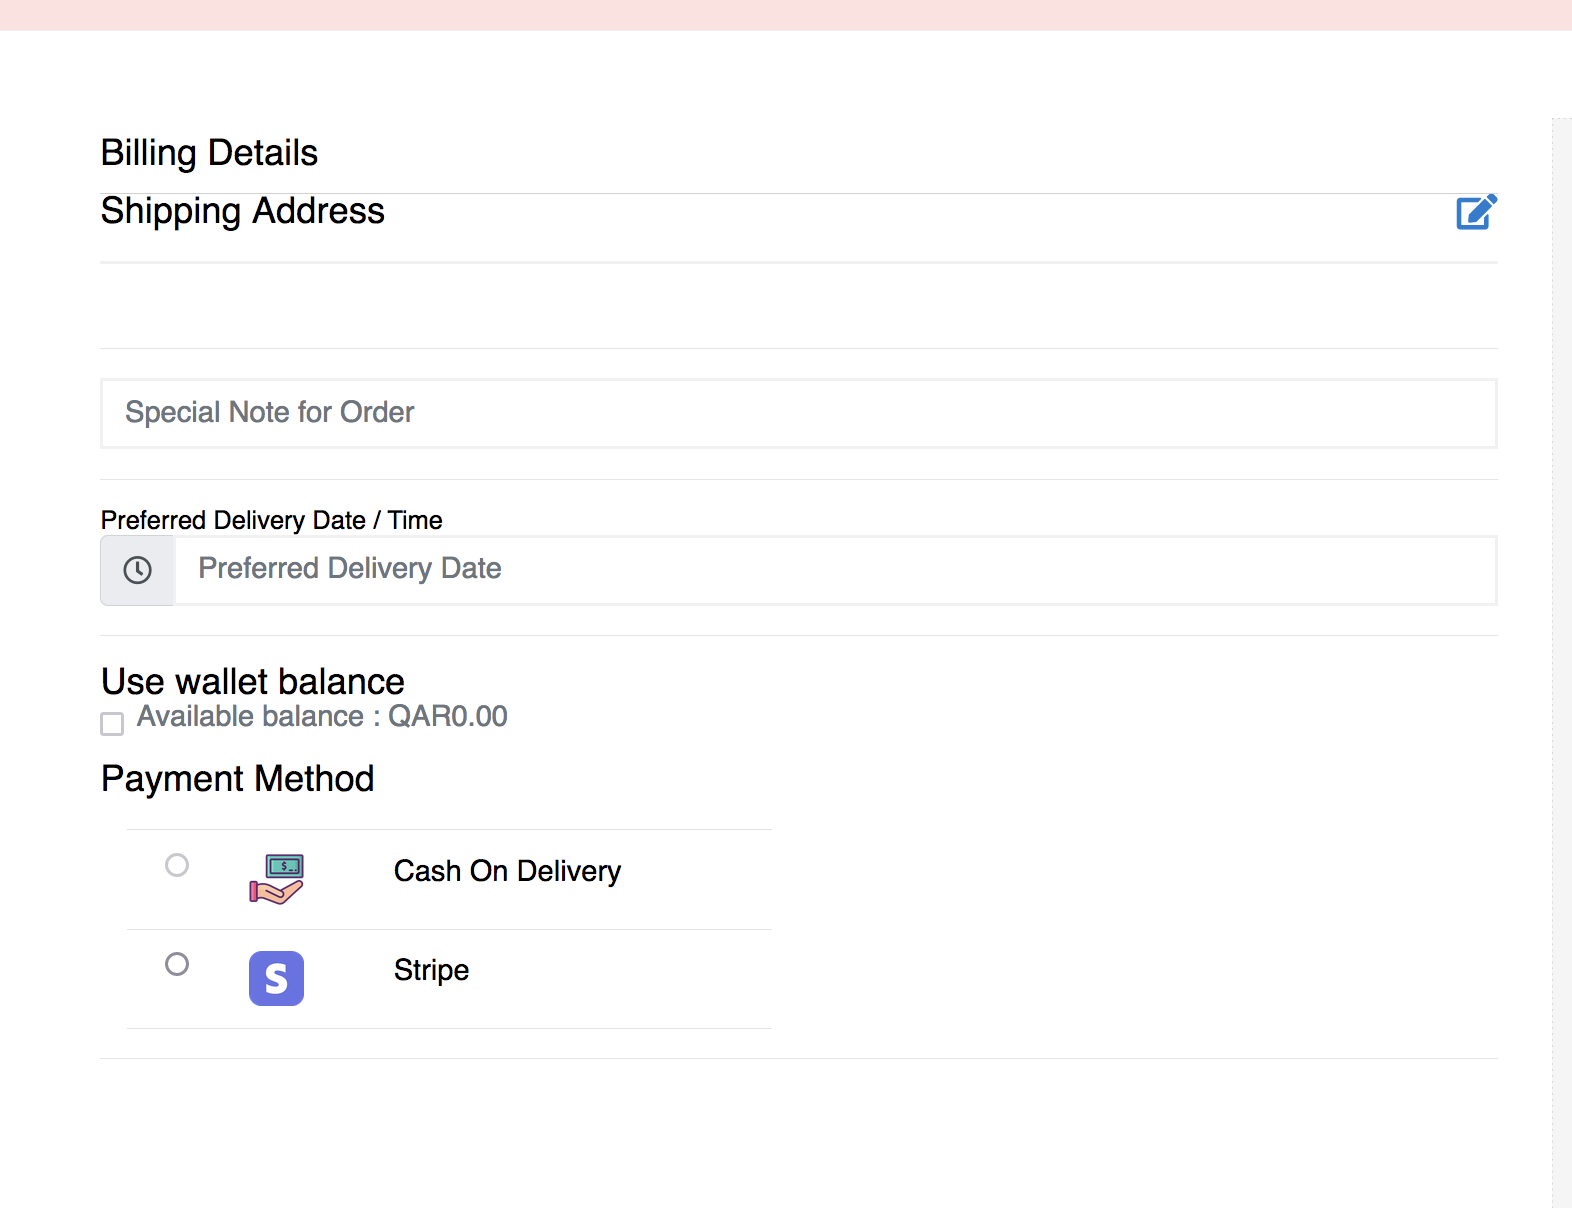 Billing Details
Shipping Address
Special Note for Order
Preferred Delivery Date / Time
Preferred Delivery Date
Use wallet balance
Available balance : QAR0.00
Payment Method
$
Cash On Delivery
S
Stripe